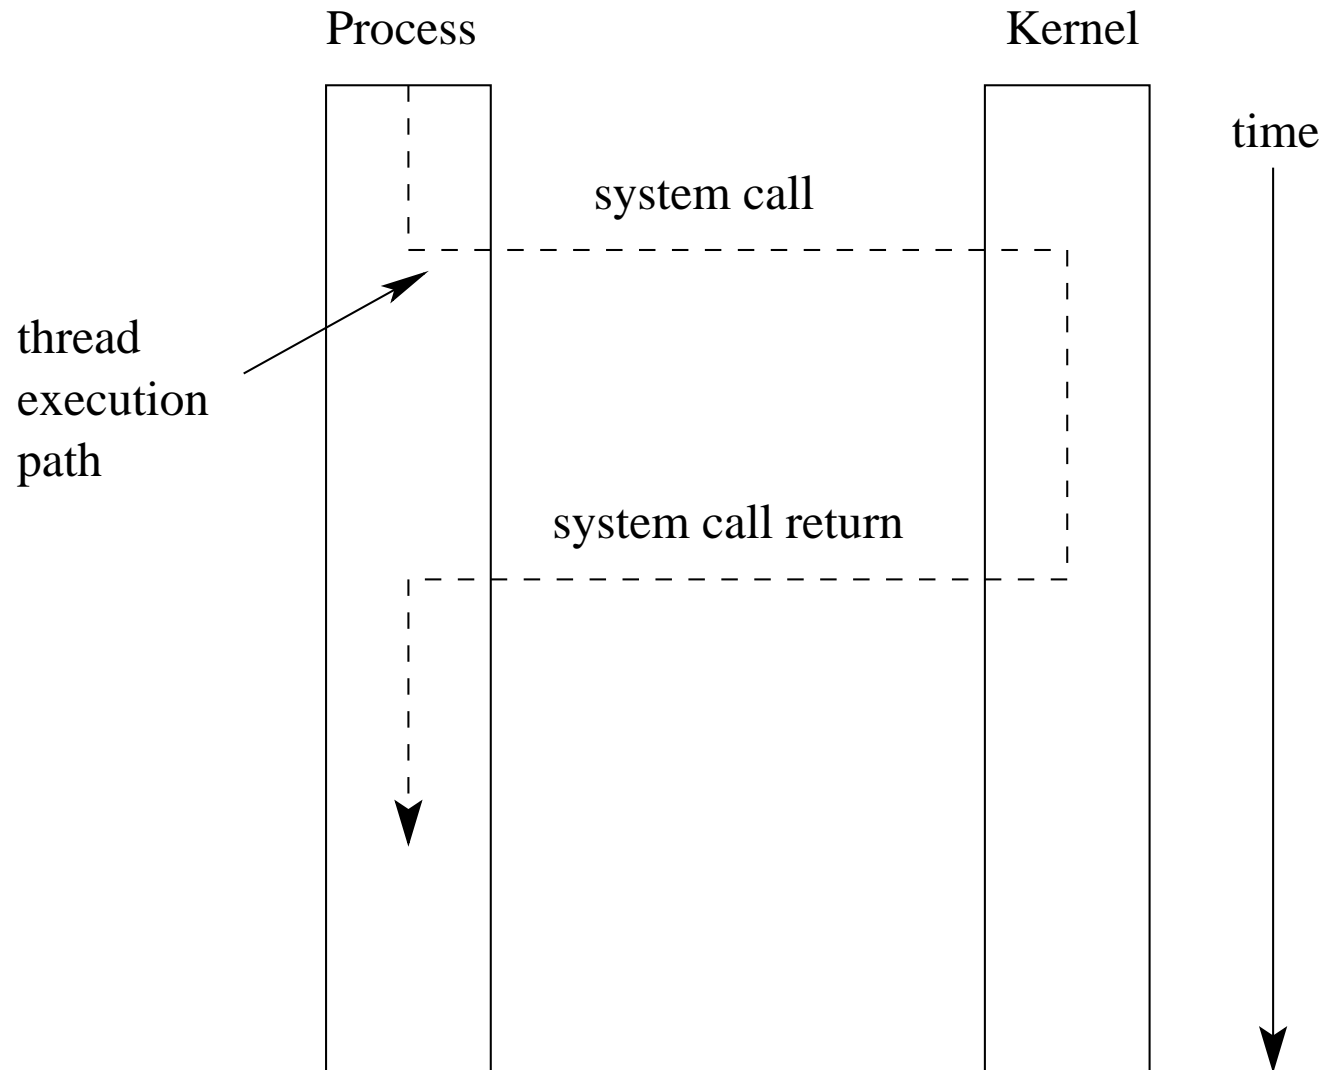 Process
Kernel
time
system call
thread
execution
path
system call return